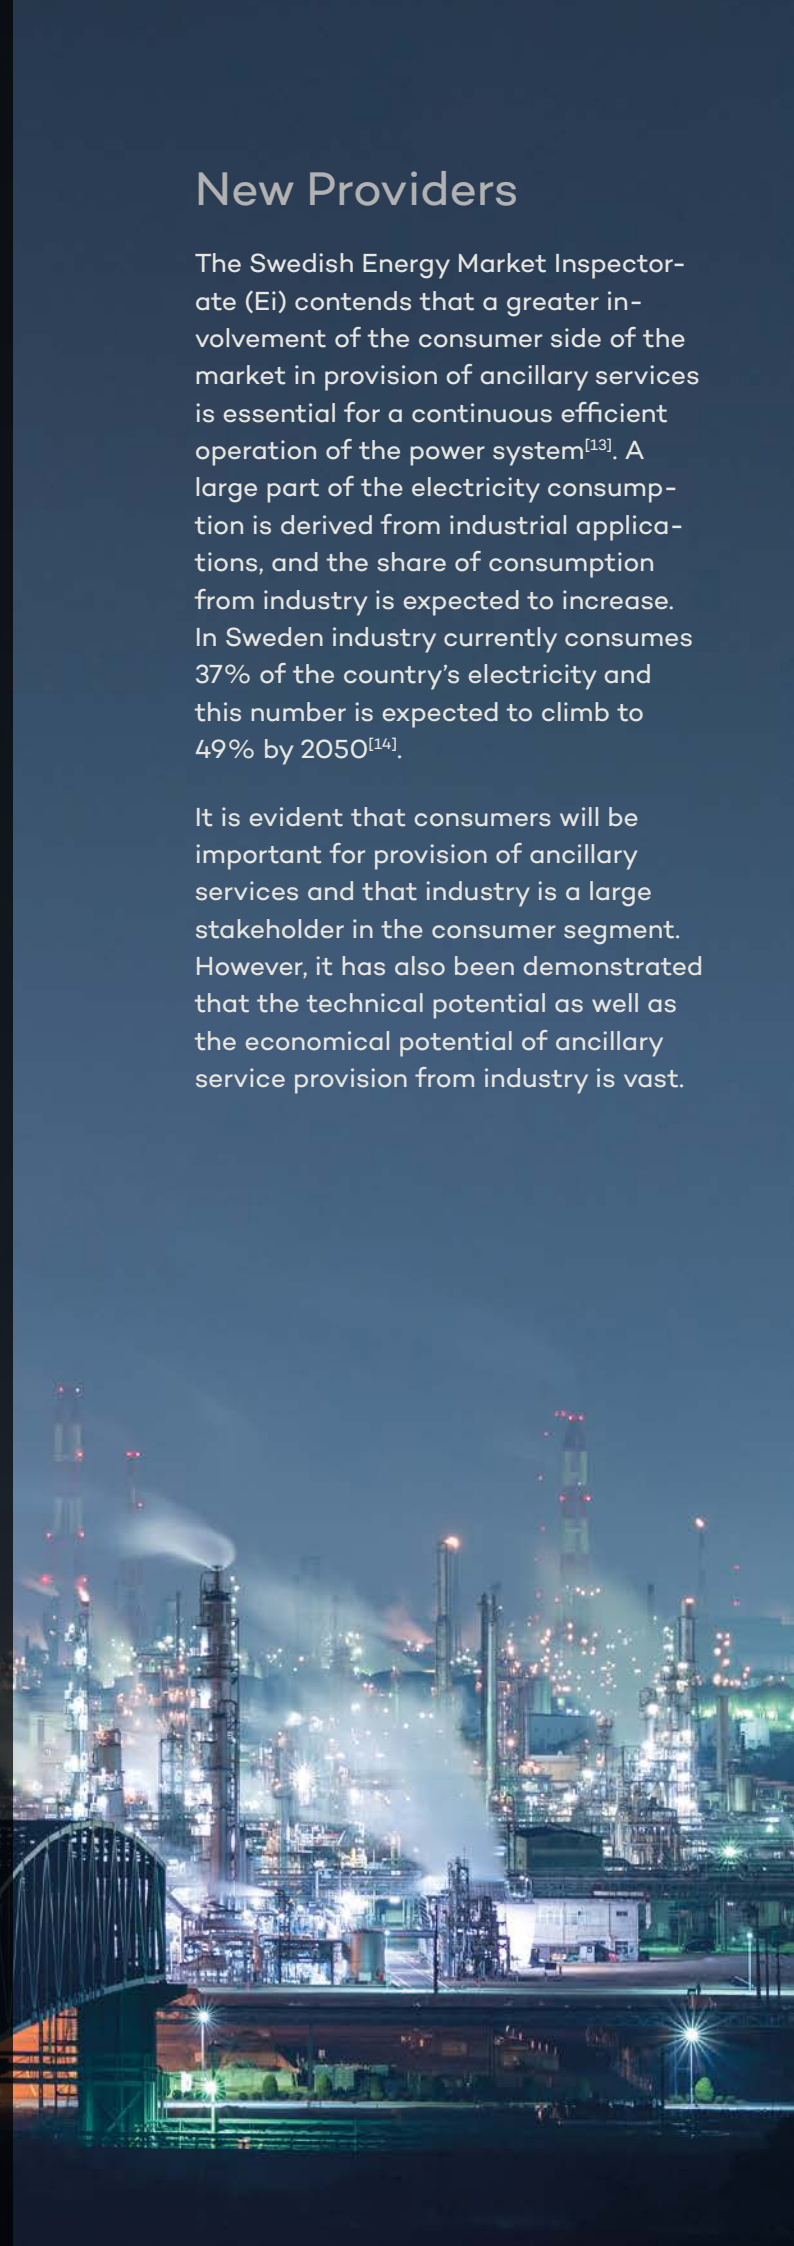 New Providers
The Swedish Energy Market Inspector-
ate (Ei) contends that a greater in-
volvement of the consumer side of the
market in provision of ancillary services
is essential for a continuous efficient
operation of the power system[13]. A
large part of the electricity consump-
tion is derived from industrial applica-
tions, and the share of consumption
from industry is expected to increase.
In Sweden industry currently consumes
37% of the country’s electricity and
this number is expected to climb to
49% by 2050[14].
It is evident that consumers will be
important for provision of ancillary
services and that industry is a large
stakeholder in the consumer segment.
However, it has also been demonstrated
that the technical potential as well as
the economical potential of ancillary
service provision from industry is vast.